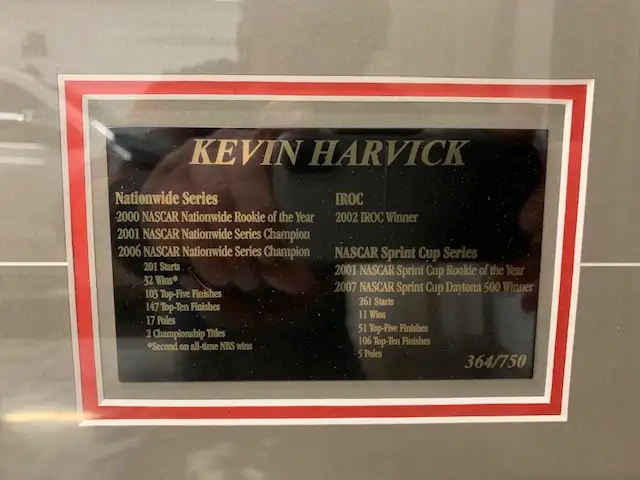 KEVIN HARVICK
Nationwide Series
2000 NASCAR Nationwide Rookie of the Year
2001 NASCAR Nationwide Series Champion
2006 NASCAR Nationwide Series Champion
201 Starts
32 Wins*
103 Top-Five Finishes
147 Top-Ten Finishes
17 Poles
2 Championship Titles
*Second on all-time NBS wins
IROC
2002 IROC Winner
NASCAR Sprint Cup Series
2001 NASCAR Sprint Cup Rookie of the Year
2007 NASCAR Sprint Cup Daytona 500 Winner
261 Starts
11 Wins
51 Top-Five Finishes
106 Top-Ten Finishes
5 Poles
364/750